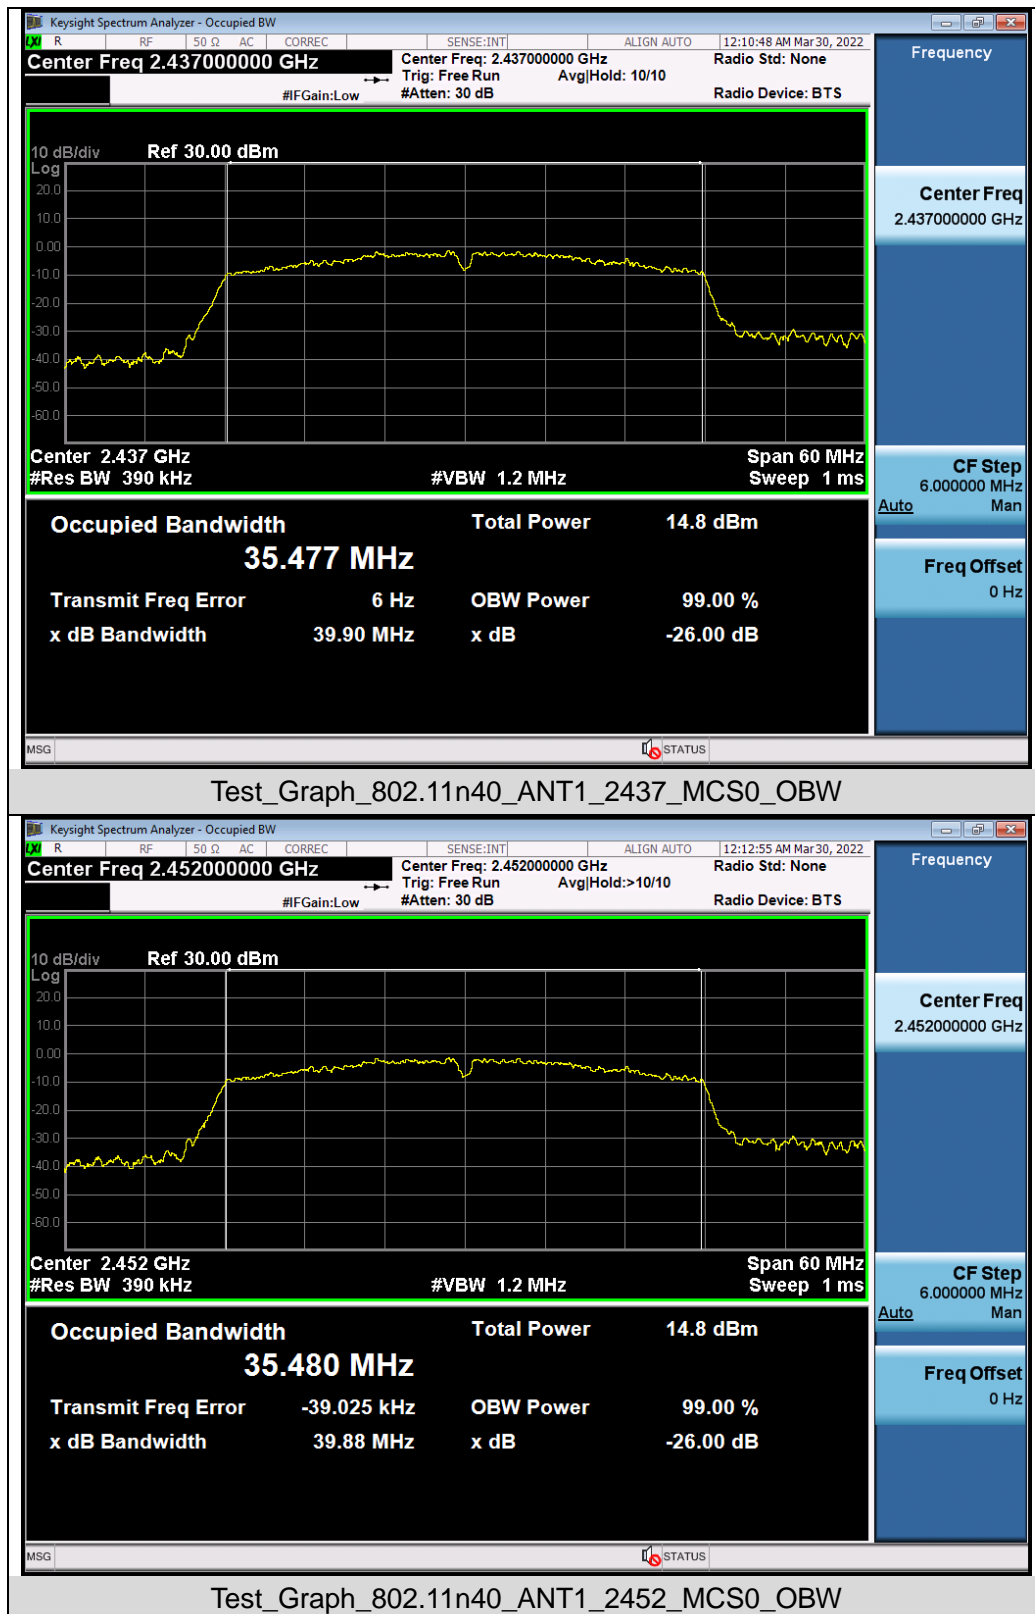 Keysight Spectrum Analyzer - Occupied BW
LXI R RF 50 Ω AC CORREC SENSE:INT ALIGN AUTO 12:10:48 AM Mar 30, 2022
Center Freq 2.437000000 GHz
Center Freq: 2.437000000 GHz Radio Std: None
Trig: Free Run Avg|Hold: 10/10
#IFGain:Low #Atten: 30 dB Radio Device: BTS
Frequency
10 dB/div Ref 30.00 dBm
Log
20.0
10.0
0.00
-10.0
-20.0
-30.0
-40.0
-50.0
-60.0
Center 2.437 GHz Span 60 MHz
#Res BW 390 kHz #VBW 1.2 MHz Sweep 1 ms
Center Freq
2.437000000 GHz
CF Step
6.000000 MHz
Auto Man
Freq Offset
0 Hz
Occupied Bandwidth Total Power 14.8 dBm
35.477 MHz
Transmit Freq Error 6 Hz OBW Power 99.00 %
x dB Bandwidth 39.90 MHz x dB -26.00 dB
MSG STATUS
Test_Graph_802.11n40_ANT1_2437_MCS0_OBW
Keysight Spectrum Analyzer - Occupied BW
LXI R RF 50 Ω AC CORREC SENSE:INT ALIGN AUTO 12:12:55 AM Mar 30, 2022
Center Freq 2.452000000 GHz
Center Freq: 2.452000000 GHz Radio Std: None
Trig: Free Run Avg|Hold:>10/10
#IFGain:Low #Atten: 30 dB Radio Device: BTS
Frequency
10 dB/div Ref 30.00 dBm
Log
20.0
10.0
0.00
-10.0
-20.0
-30.0
-40.0
-50.0
-60.0
Center 2.452 GHz Span 60 MHz
#Res BW 390 kHz #VBW 1.2 MHz Sweep 1 ms
Center Freq
2.452000000 GHz
CF Step
6.000000 MHz
Auto Man
Freq Offset
0 Hz
Occupied Bandwidth Total Power 14.8 dBm
35.480 MHz
Transmit Freq Error -39.025 kHz OBW Power 99.00 %
x dB Bandwidth 39.88 MHz x dB -26.00 dB
MSG STATUS
Test_Graph_802.11n40_ANT1_2452_MCS0_OBW